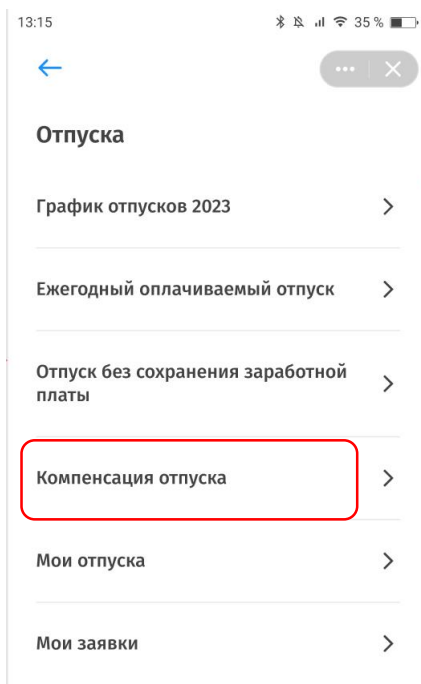 13:15 35 %
Отпуска
График отпусков 2023
Ежегодный оплачиваемый отпуск
Отпуск без сохранения заработной
платы
Компенсация отпуска
Мои отпуска
Мои заявки